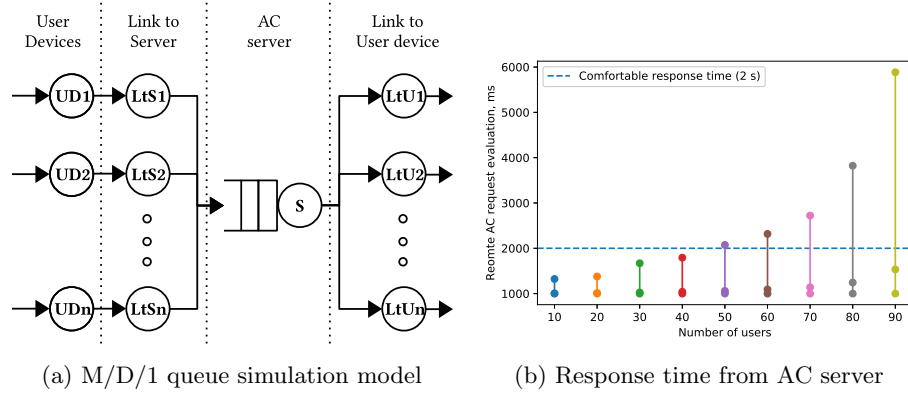 User
Devices
Link to
Server
AC
server
Link to
User device
UD1
LtS1
LtU1
UD2
LtS2
LtU2
S
UDn
LtSn
LtUn
(a) M/D/1 queue simulation model
Reomte AC request evaluation, ms
6000
5000
4000
3000
2000
1000
Comfortable response time (2 s)
10 20 30 40 50 60 70 80 90
Number of users
(b) Response time from AC server